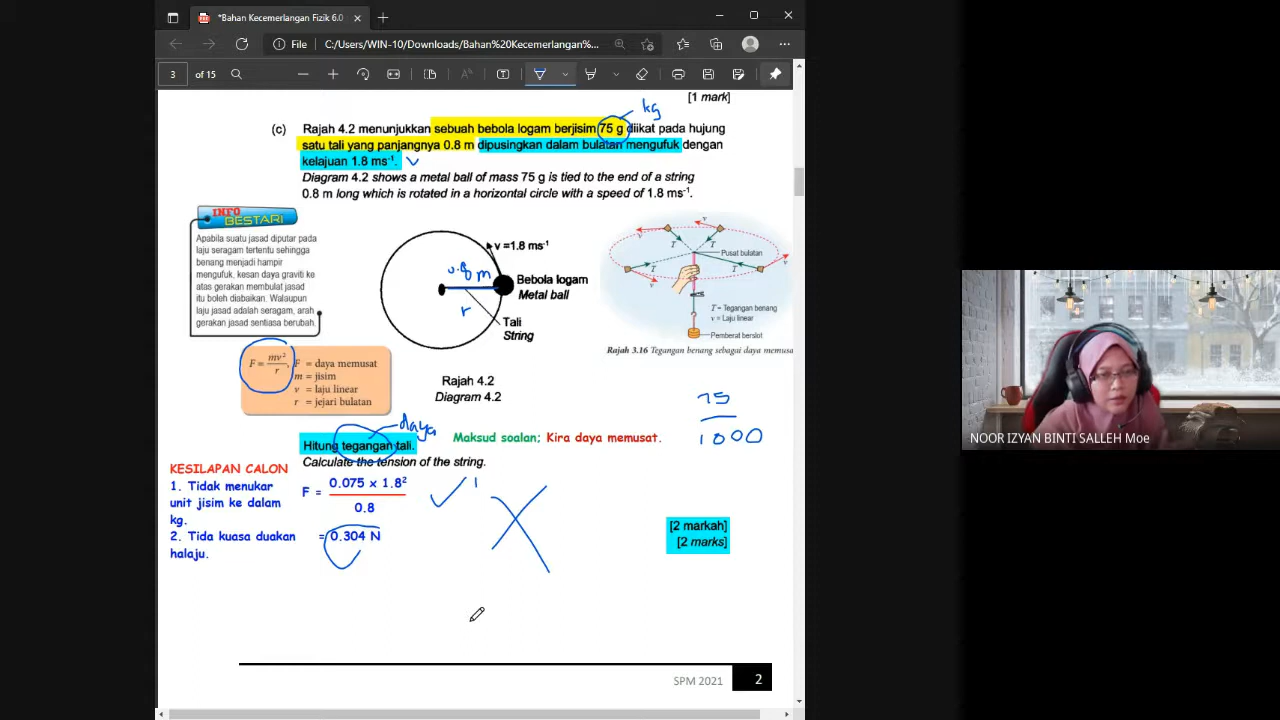 *Bahan Kecemerlangan Fizik 6.0
File
C:/Users/WIN-10/Downloads/Bahan%20Kecemerlangan%...
3 of 15
[1 mark]
kg
(c) Rajah 4.2 menunjukkan sebuah bebola logam berjisim 75 g diikat pada hujung
satu tali yang panjangnya 0.8 m dipusingkan dalam bulatan mengufuk dengan
kelajuan 1.8 ms-1. v
Diagram 4.2 shows a metal ball of mass 75 g is tied to the end of a string
0.8 m long which is rotated in a horizontal circle with a speed of 1.8 ms-1.
INFO
BESTARI
Apabila suatu jasad diputar pada
laju seragam tertentu sehingga
benang menjadi hampir
mengufuk, kesan daya graviti ke
atas gerakan membulat jasad
itu boleh diabaikan. Walaupun
laju jasad adalah seragam, arah
gerakan jasad sentiasa berubah.
v =1.8 ms-1
0.8 m
r
Bebola logam
Metal ball
Tali
String
v
v
v
v
v
T
T
T
T
Pusat bulatan
T = Tegangan benang
v = Laju linear
Pemberat berslot
Rajah 3.16 Tegangan benang sebagai daya memusa
F = mv²/r, F = daya memusat
m = jisim
v = laju linear
r = jejari bulatan
Rajah 4.2
Diagram 4.2
75
1000
daya
Hitung tegangan tali. Maksud soalan; Kira daya memusat.
Calculate the tension of the string.
KESILAPAN CALON
1. Tidak menukar
unit jisim ke dalam
kg.
2. Tida kuasa duakan
halaju.
F = 0.075 x 1.8²
0.8
= 0.304 N
1
[2 markah]
[2 marks]
SPM 2021 2
NOOR IZYAN BINTI SALLEH Moe